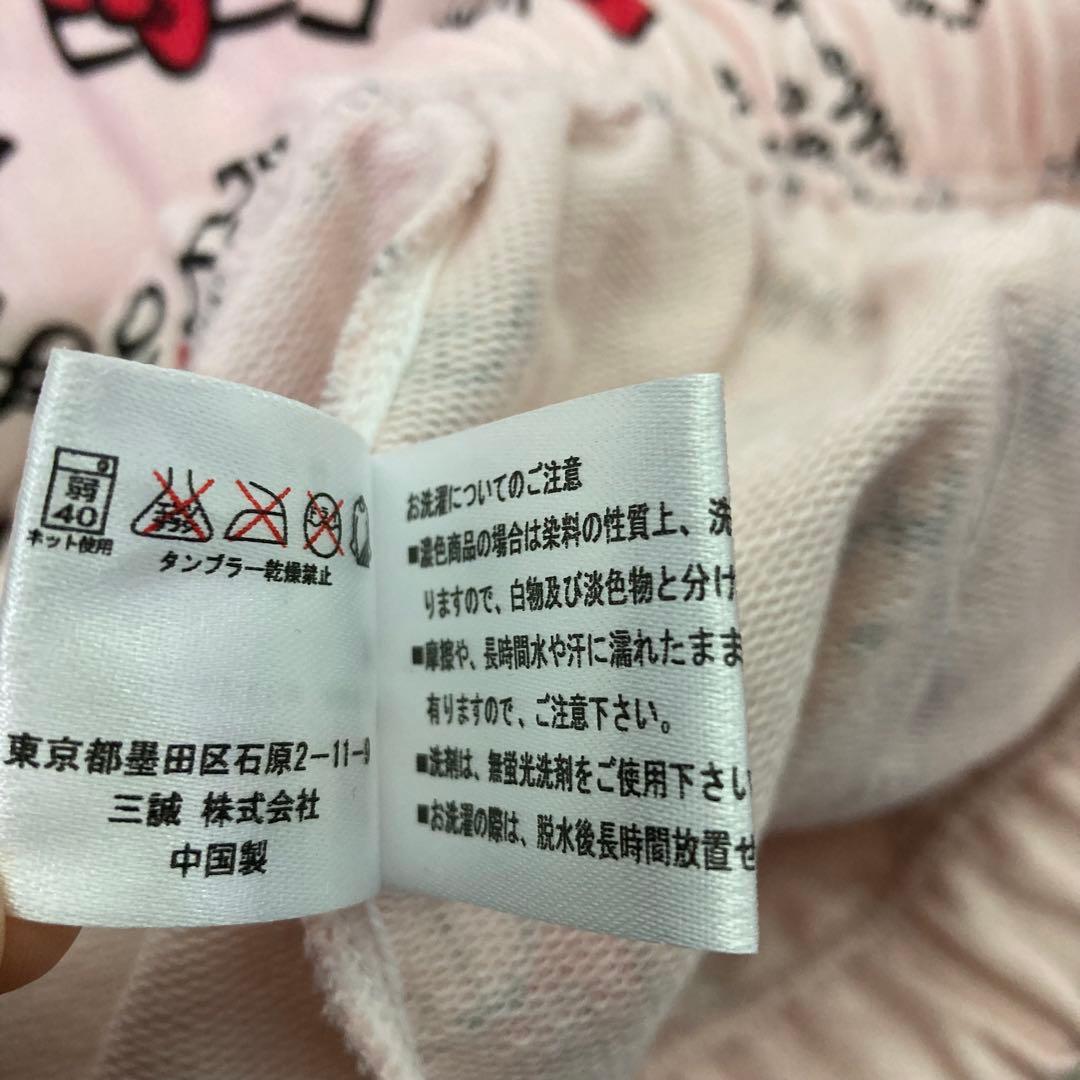 弱
40
ネット使用
タンブラー乾燥禁止
東京都墨田区石原2-11-9
三誠 株式会社
中国製
お洗濯についてのご注意
■濃色商品の場合は染料の性質上、洗
りますので、白物及び淡色物と分け
■摩擦や、長時間水や汗に濡れたまま
有りますので、ご注意下さい。
■洗剤は、無蛍光洗剤をご使用下さい
■お洗濯の際は、脱水後長時間放置せ